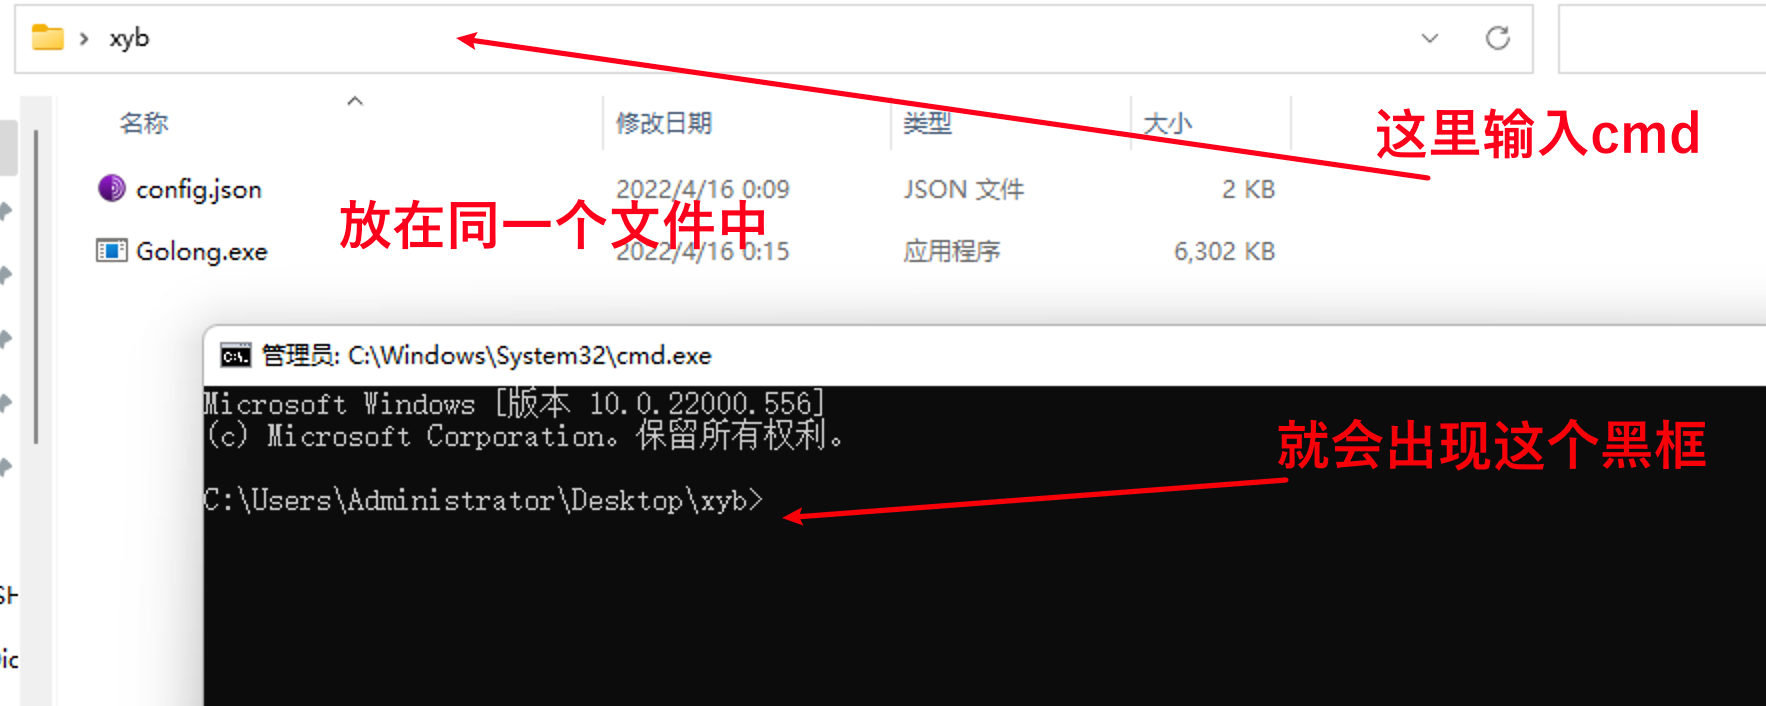 xyb
名称 修改日期 类型 大小
这里输入cmd
config.json 2022/4/16 0:09 JSON 文件 2 KB
放在同一个文件中
Golong.exe 2022/4/16 0:15 应用程序 6,302 KB
管理员: C:\Windows\System32\cmd.exe
Microsoft Windows [版本 10.0.22000.556]
(c) Microsoft Corporation。保留所有权利。
就会出现这个黑框
C:\Users\Administrator\Desktop\xyb>